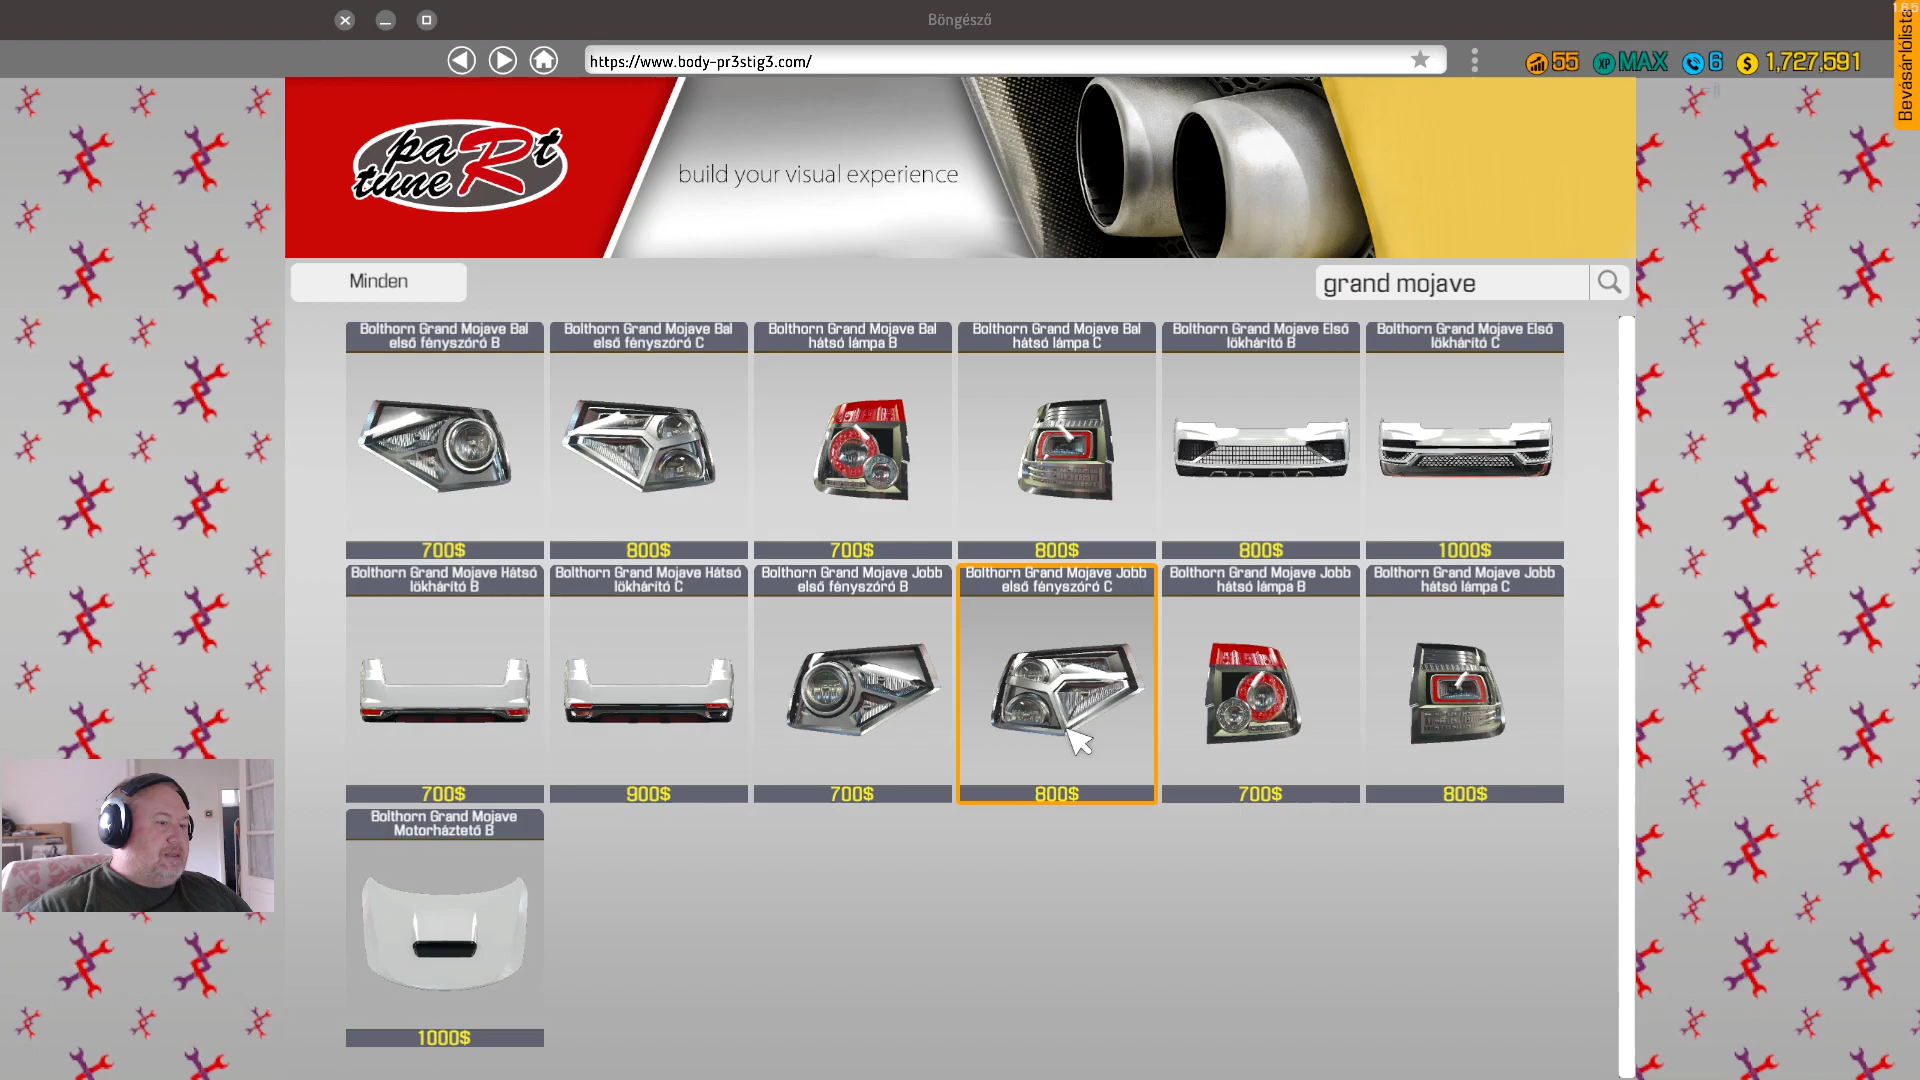 Böngésző
https://www.body-pr3stig3.com/
55
XP MAX
6
$ 1,727,591
Bevásárlólista
paRt
tune
build your visual experience
Minden
grand mojave
Bolthorn Grand Mojave Bal
első fényszóró B
700$
Bolthorn Grand Mojave Bal
első fényszóró C
800$
Bolthorn Grand Mojave Bal
hátsó lámpa B
700$
Bolthorn Grand Mojave Bal
hátsó lámpa C
800$
Bolthorn Grand Mojave Első
lökhárító B
800$
Bolthorn Grand Mojave Első
lökhárító C
1000$
Bolthorn Grand Mojave Hátsó
lökhárító B
700$
Bolthorn Grand Mojave Hátsó
lökhárító C
900$
Bolthorn Grand Mojave Jobb
első fényszóró B
700$
Bolthorn Grand Mojave Jobb
első fényszóró C
800$
Bolthorn Grand Mojave Jobb
hátsó lámpa B
700$
Bolthorn Grand Mojave Jobb
hátsó lámpa C
800$
Bolthorn Grand Mojave
Motorháztető B
1000$